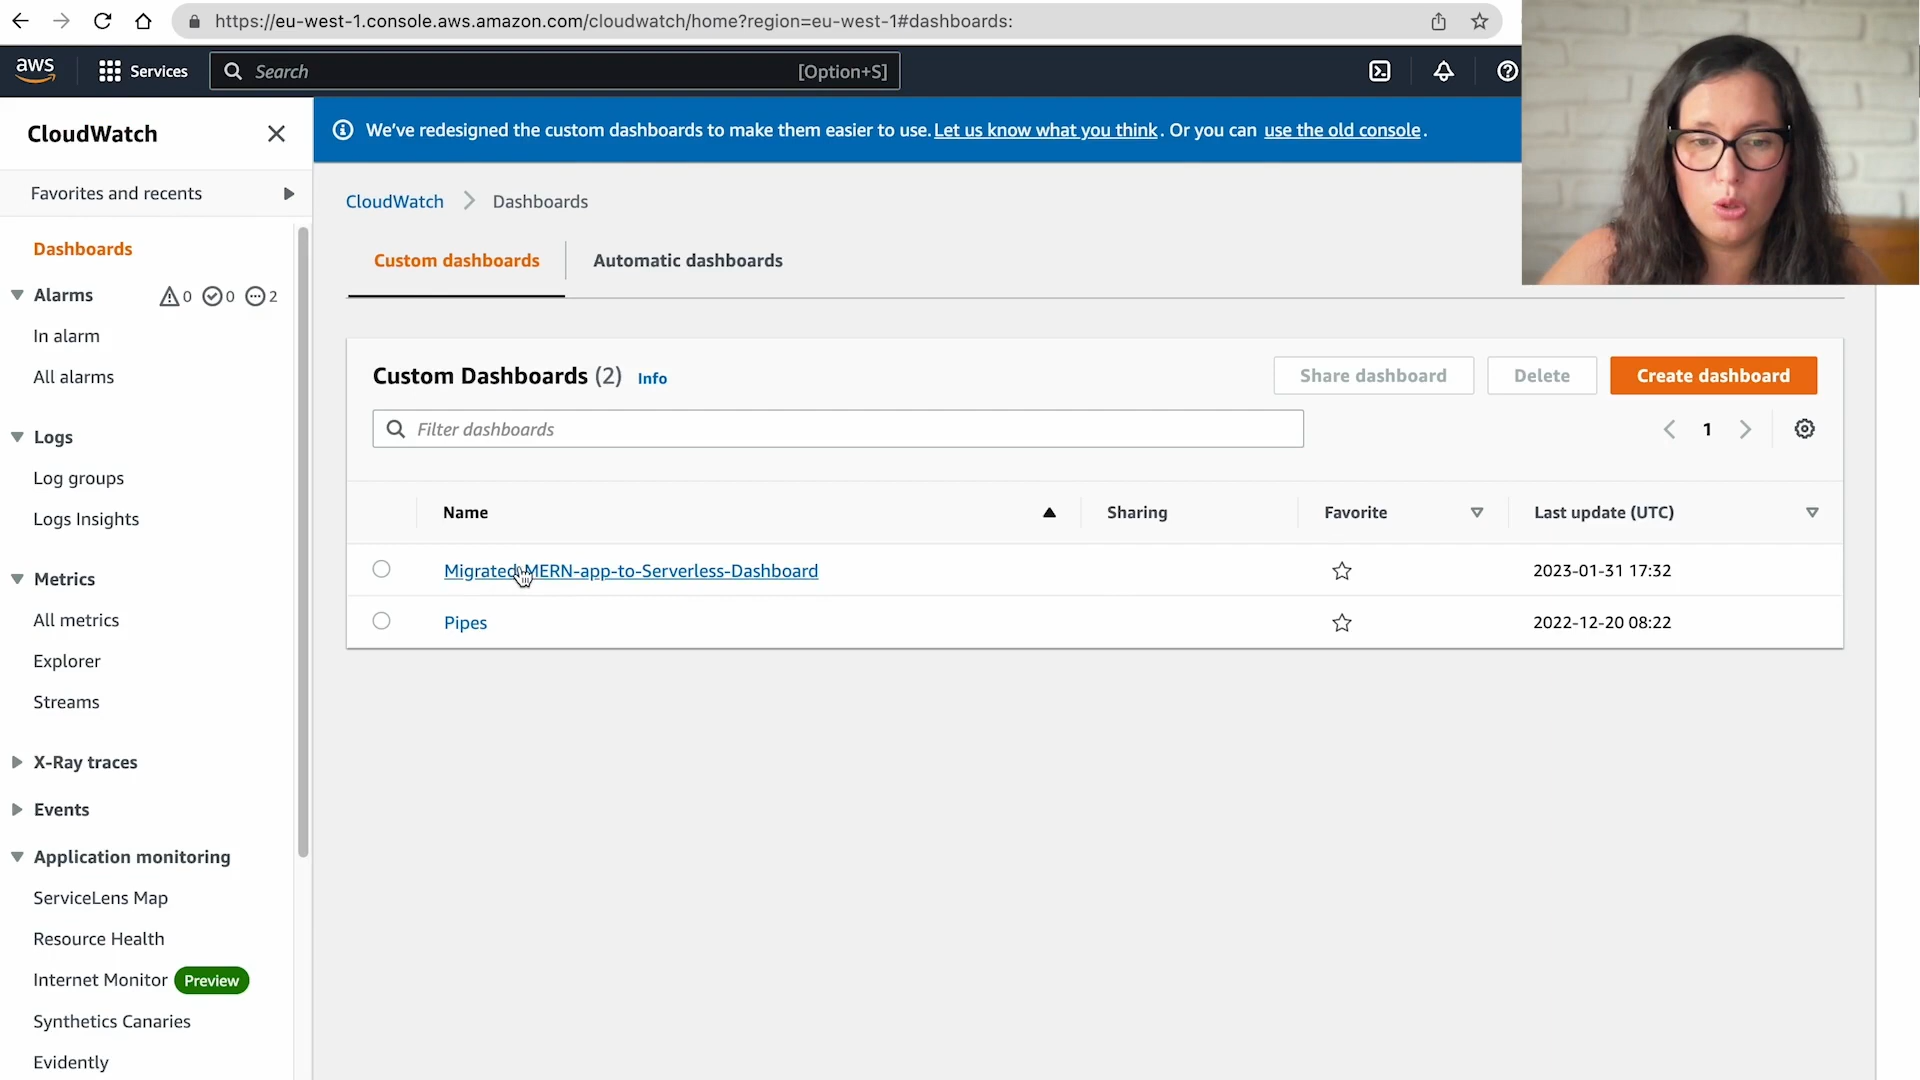 https://eu-west-1.console.aws.amazon.com/cloudwatch/home?region=eu-west-1#dashboards:
aws
Services
Search
[Option+S]
CloudWatch
We've redesigned the custom dashboards to make them easier to use. Let us know what you think. Or you can use the old console.
Favorites and recents
CloudWatch
Dashboards
Dashboards
Custom dashboards
Automatic dashboards
Alarms 0 0 2
In alarm
All alarms
Custom Dashboards (2) Info
Share dashboard
Delete
Create dashboard
Filter dashboards
1
Logs
Log groups
Logs Insights
Name
Sharing
Favorite
Last update (UTC)
Metrics
Migrated-MERN-app-to-Serverless-Dashboard
2023-01-31 17:32
All metrics
Pipes
2022-12-20 08:22
Explorer
Streams
X-Ray traces
Events
Application monitoring
ServiceLens Map
Resource Health
Internet Monitor Preview
Synthetics Canaries
Evidently